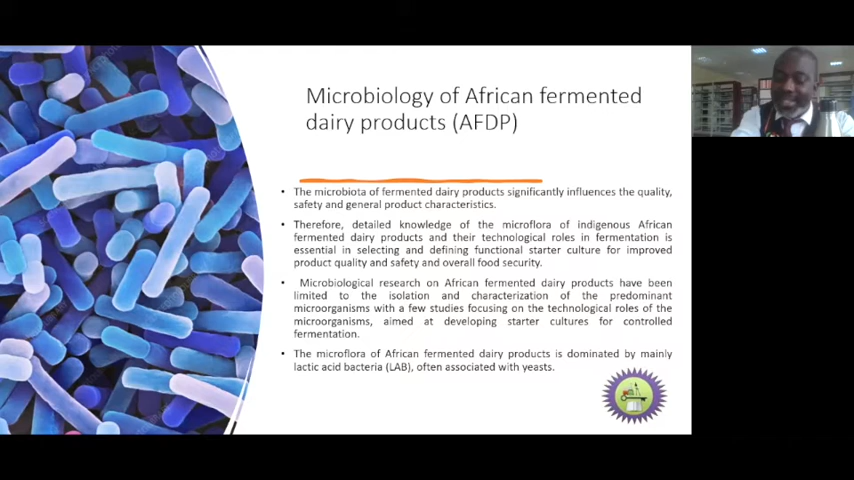 Microbiology of African fermented
dairy products (AFDP)
• The microbiota of fermented dairy products significantly influences the quality,
safety and general product characteristics.
• Therefore, detailed knowledge of the microflora of indigenous African
fermented dairy products and their technological roles in fermentation is
essential in selecting and defining functional starter culture for improved
product quality and safety and overall food security.
• Microbiological research on African fermented dairy products have been
limited to the isolation and characterization of the predominant
microorganisms with a few studies focusing on the technological roles of the
microorganisms, aimed at developing starter cultures for controlled
fermentation.
• The microflora of African fermented dairy products is dominated by mainly
lactic acid bacteria (LAB), often associated with yeasts.